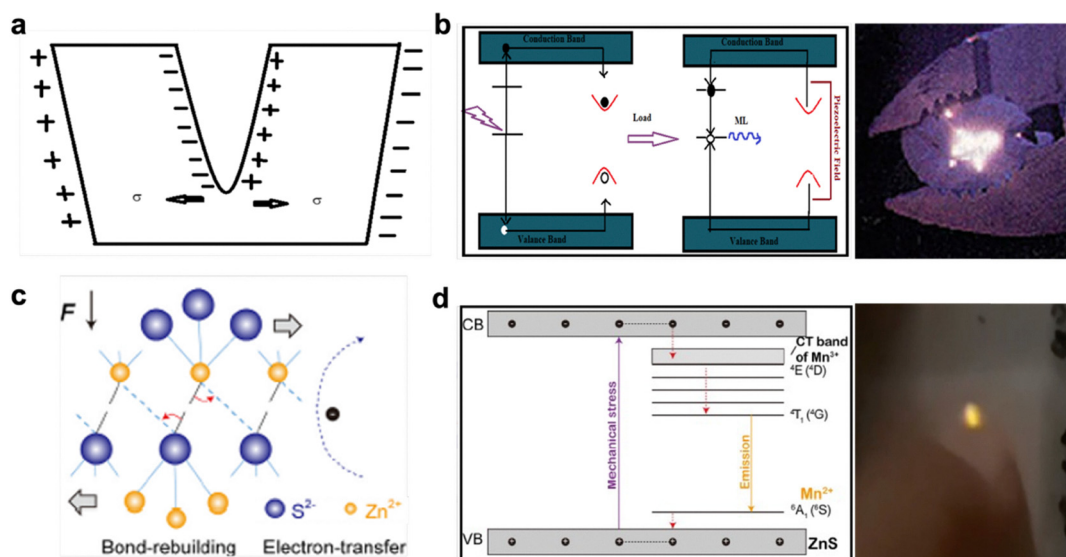 a
+ + + + + +
− − − − − − −
+ + + + + +
− − − − − −
σ
σ
b
Conduction Band
Conduction Band
Load
ML
Piezoelectric Field
Valance Band
Valance Band
c
F
S²⁻
Zn²⁺
Bond-rebuilding
Electron-transfer
d
CB
CT band
of Mn³⁺
⁴E (⁴D)
⁴T₁ (⁴G)
Mechanical stress
Emission
Mn²⁺
⁶A₁ (⁶S)
VB
ZnS